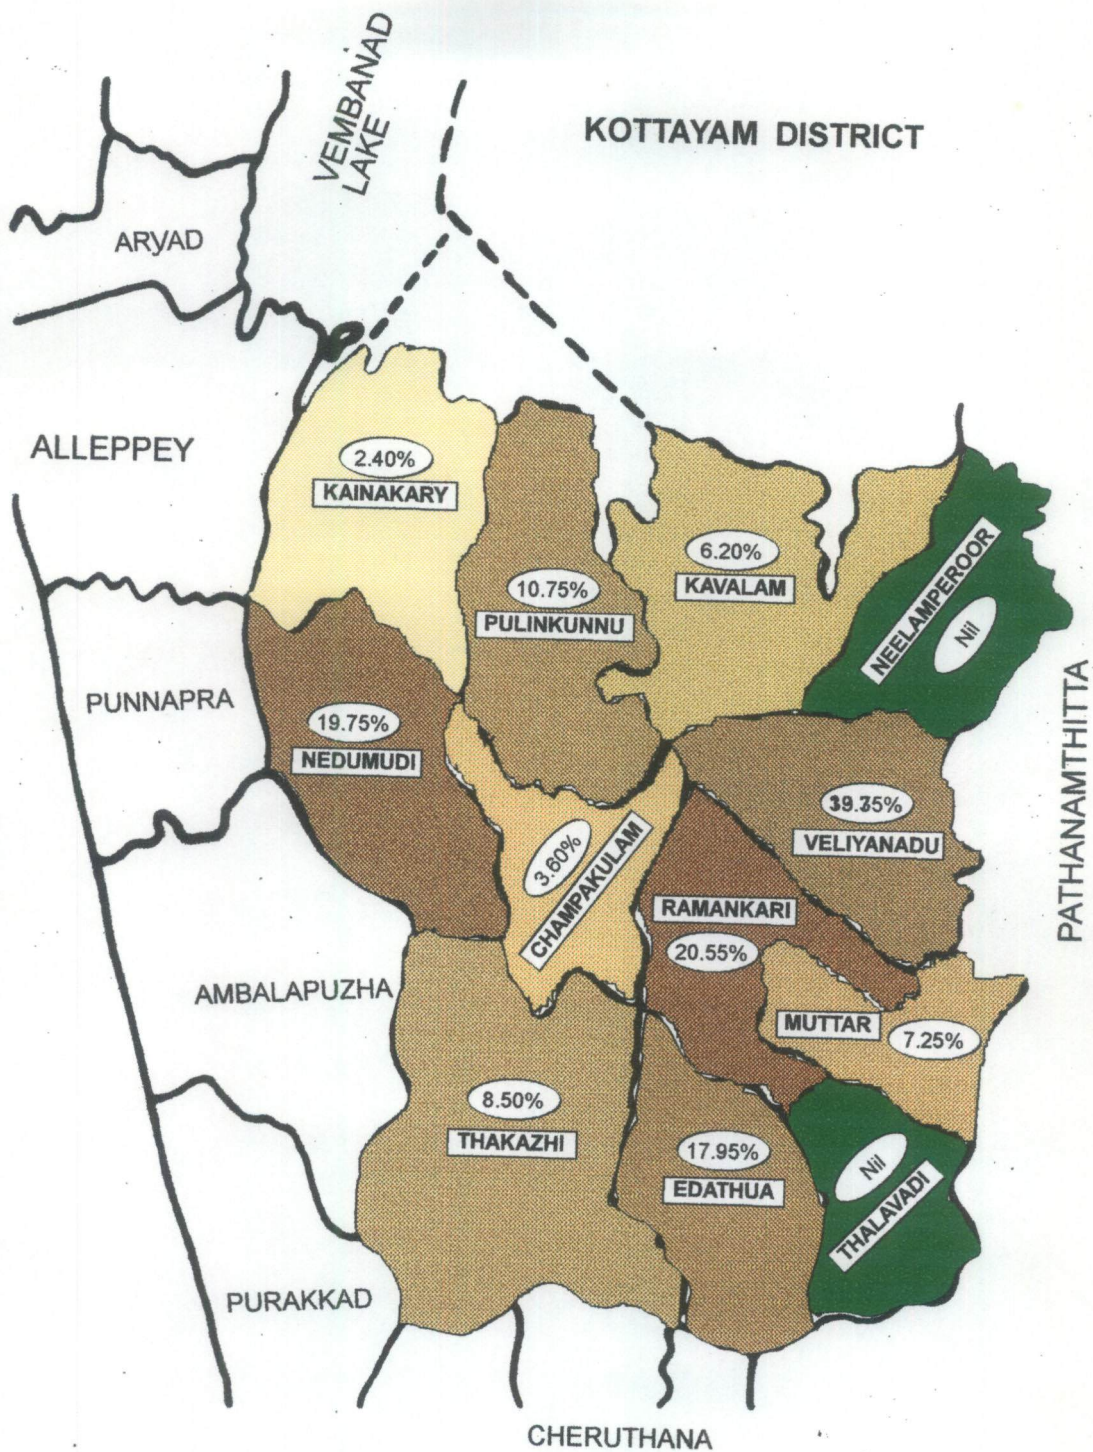 VEMBANAD
LAKE
KOTTAYAM DISTRICT
ARYAD
ALLEPPEY
2.40%
KAINAKARY
6.20%
KAVALAM
NEELAMPEROOR
Nil
10.75%
PULINKUNNU
PUNNAPRA
19.75%
NEDUMUDI
PATHANAMTHITTA
39.35%
VELIYANADU
3.60%
CHAMPAKULAM
RAMANKARI
20.55%
AMBALAPUZHA
MUTTAR
7.25%
8.50%
THAKAZHI
17.95%
EDATHUA
Nil
THALAVADI
PURAKKAD
CHERUTHANA